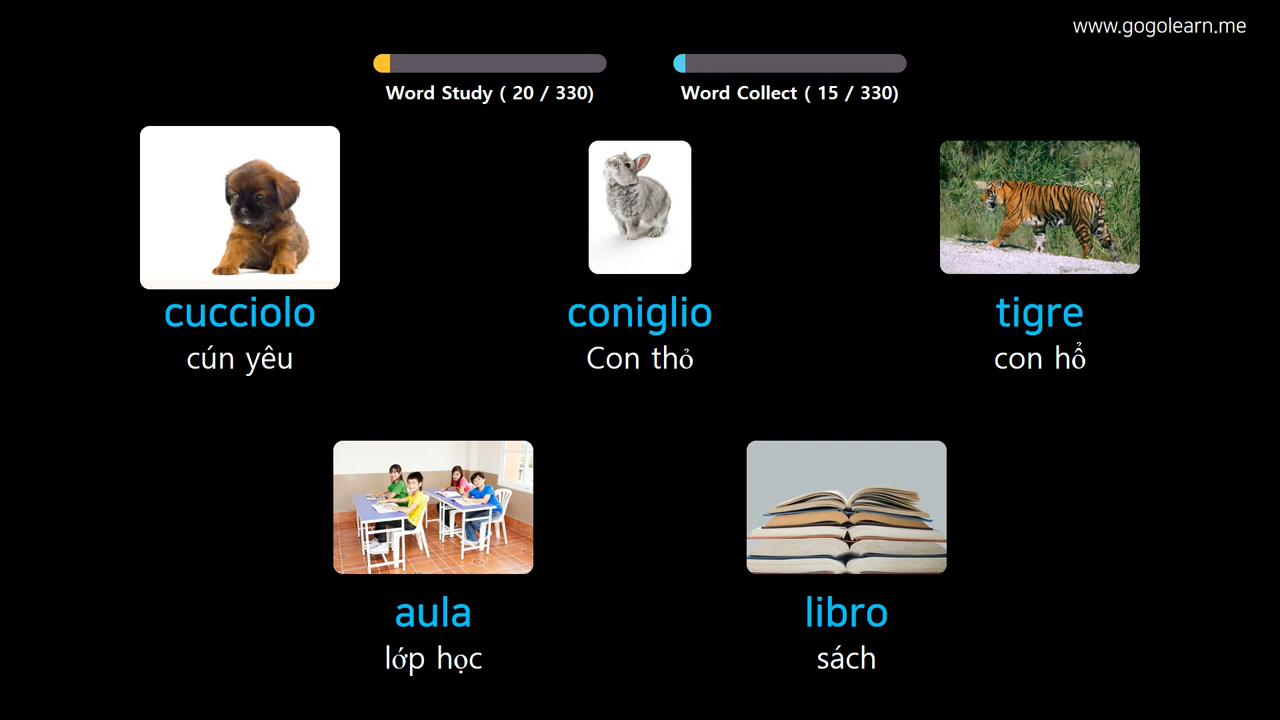 www.gogolearn.me
Word Study ( 20 / 330)
Word Collect ( 15 / 330)
cucciolo
cún yêu
coniglio
Con thỏ
tigre
con hổ
aula
lớp học
libro
sách